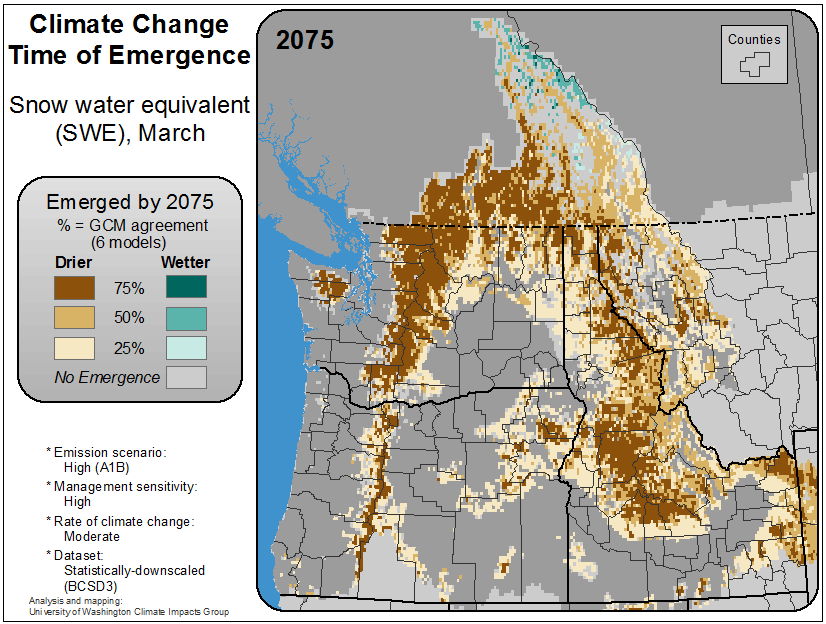 Climate Change
Time of Emergence
Snow water equivalent
(SWE), March
Emerged by 2075
% = GCM agreement
(6 models)
Drier Wetter
75%
50%
25%
No Emergence
* Emission scenario:
High (A1B)
* Management sensitivity:
High
* Rate of climate change:
Moderate
* Dataset:
Statistically-downscaled
(BCSD3)
Analysis and mapping:
University of Washington Climate Impacts Group
2075
Counties